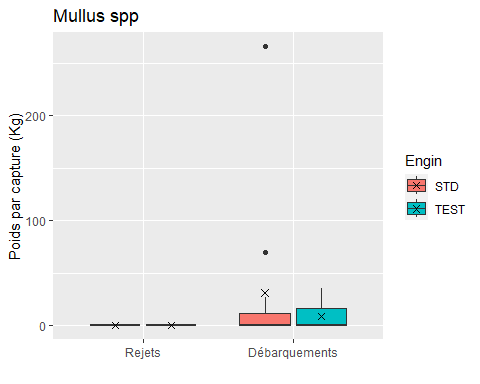 Mullus spp
Poids par capture (Kg)
200
100
0
Rejets
Débarquements
Engin
STD
TEST